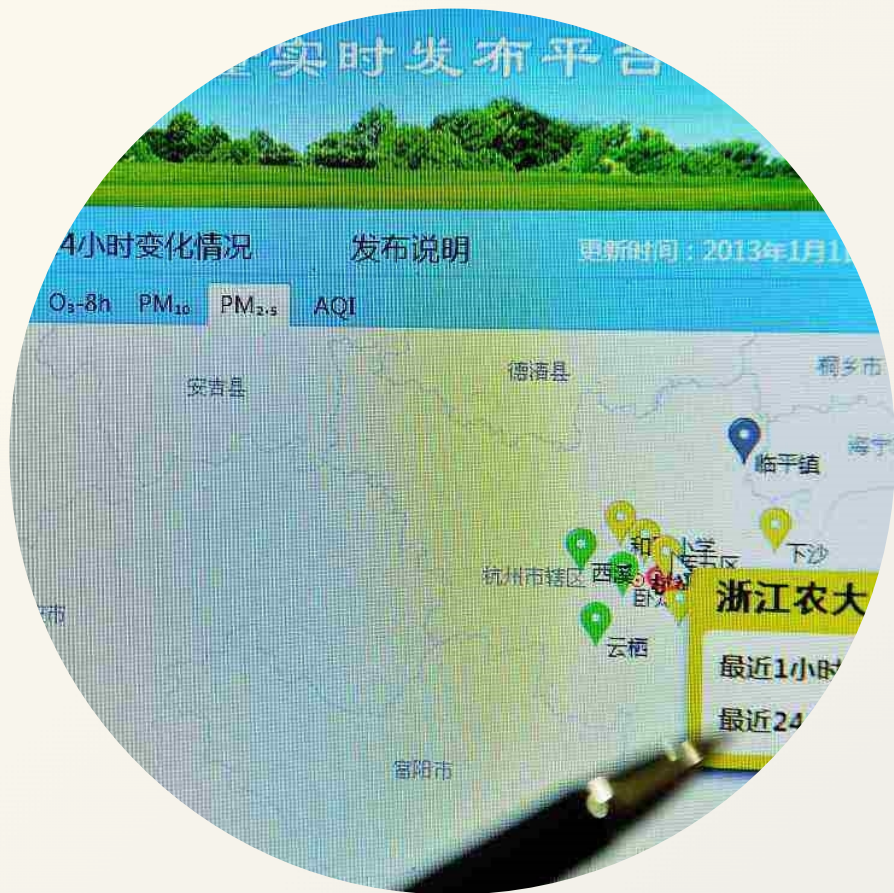 实时发布平台
4小时变化情况 发布说明 更新时间：2013年1月1
O₃-8h PM₁₀ PM₂.₅ AQI
安吉县 德清县 桐乡市
临平镇 海宁
下沙
杭州市辖区 西溪
浙江农大
云栖
最近1小时
最近24
富阳市